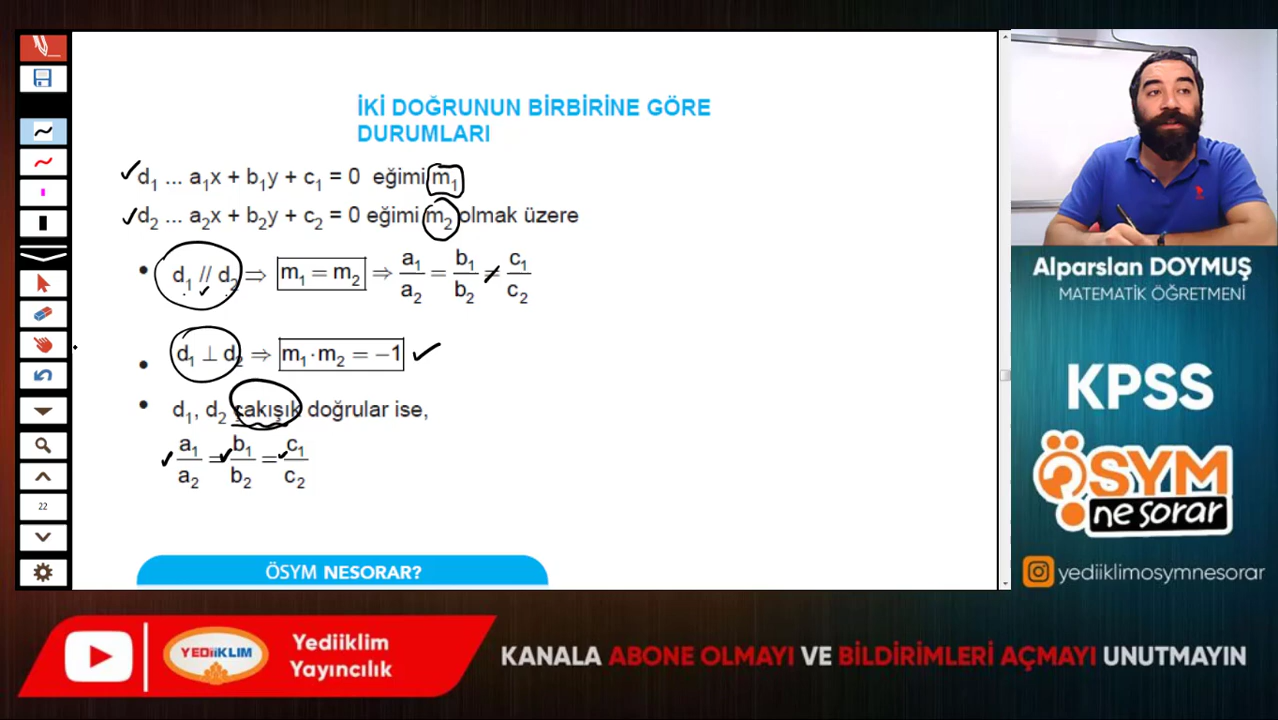 İKİ DOĞRUNUN BİRBİRİNE GÖRE
DURUMLARI
d₁ ... a₁x + b₁y + c₁ = 0 eğimi m₁
d₂ ... a₂x + b₂y + c₂ = 0 eğimi m₂ olmak üzere
• d₁ // d₂ ⇒ m₁ = m₂ ⇒ a₁/a₂ = b₁/b₂ ≠ c₁/c₂
• d₁ ⊥ d₂ ⇒ m₁·m₂ = −1
• d₁, d₂ çakışık doğrular ise,
a₁/a₂ = b₁/b₂ = c₁/c₂
ÖSYM NESORAR?
22
Alparslan DOYMUŞ
MATEMATİK ÖĞRETMENİ
KPSS
ÖSYM
ne sorar
yediiklimosymnesorar
YEDİİKLİM
Yediiklim
Yayıncılık
KANALA ABONE OLMAYI VE BİLDİRİMLERİ AÇMAYI UNUTMAYIN